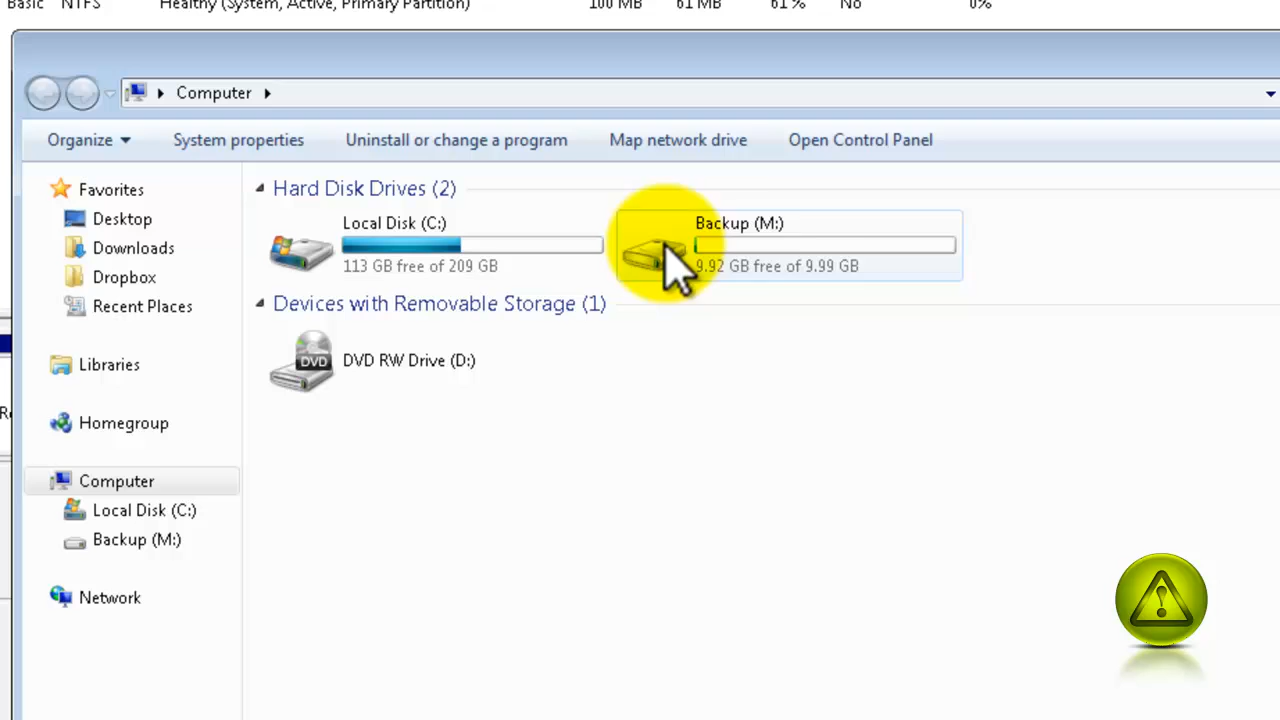 Basic NTFS Healthy (System, Active, Primary Partition) 100 MB 61 MB 61 % No 0%
Computer
Organize System properties Uninstall or change a program Map network drive Open Control Panel
Favorites
Desktop
Downloads
Dropbox
Recent Places
Libraries
Homegroup
Computer
Local Disk (C:)
Backup (M:)
Network
Hard Disk Drives (2)
Local Disk (C:)
113 GB free of 209 GB
Backup (M:)
9.92 GB free of 9.99 GB
Devices with Removable Storage (1)
DVD
DVD RW Drive (D:)